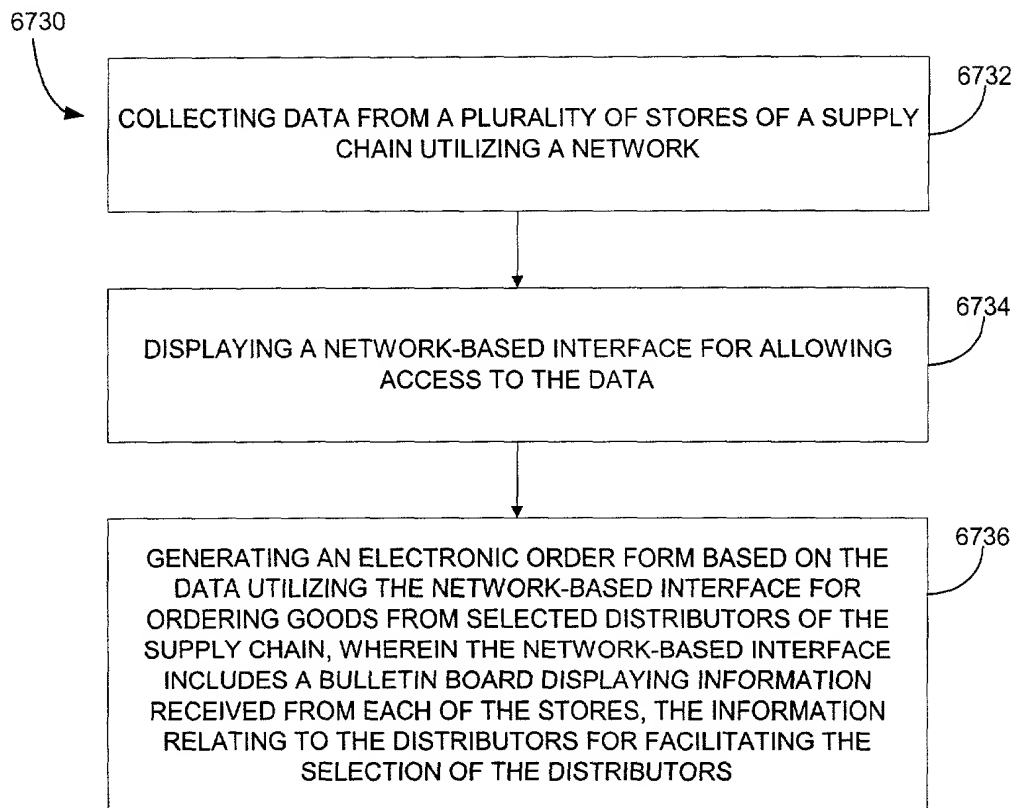 6730
6732
COLLECTING DATA FROM A PLURALITY OF STORES OF A SUPPLY
CHAIN UTILIZING A NETWORK
6734
DISPLAYING A NETWORK-BASED INTERFACE FOR ALLOWING
ACCESS TO THE DATA
6736
GENERATING AN ELECTRONIC ORDER FORM BASED ON THE
DATA UTILIZING THE NETWORK-BASED INTERFACE FOR
ORDERING GOODS FROM SELECTED DISTRIBUTORS OF THE
SUPPLY CHAIN, WHEREIN THE NETWORK-BASED INTERFACE
INCLUDES A BULLETIN BOARD DISPLAYING INFORMATION
RECEIVED FROM EACH OF THE STORES, THE INFORMATION
RELATING TO THE DISTRIBUTORS FOR FACILITATING THE
SELECTION OF THE DISTRIBUTORS